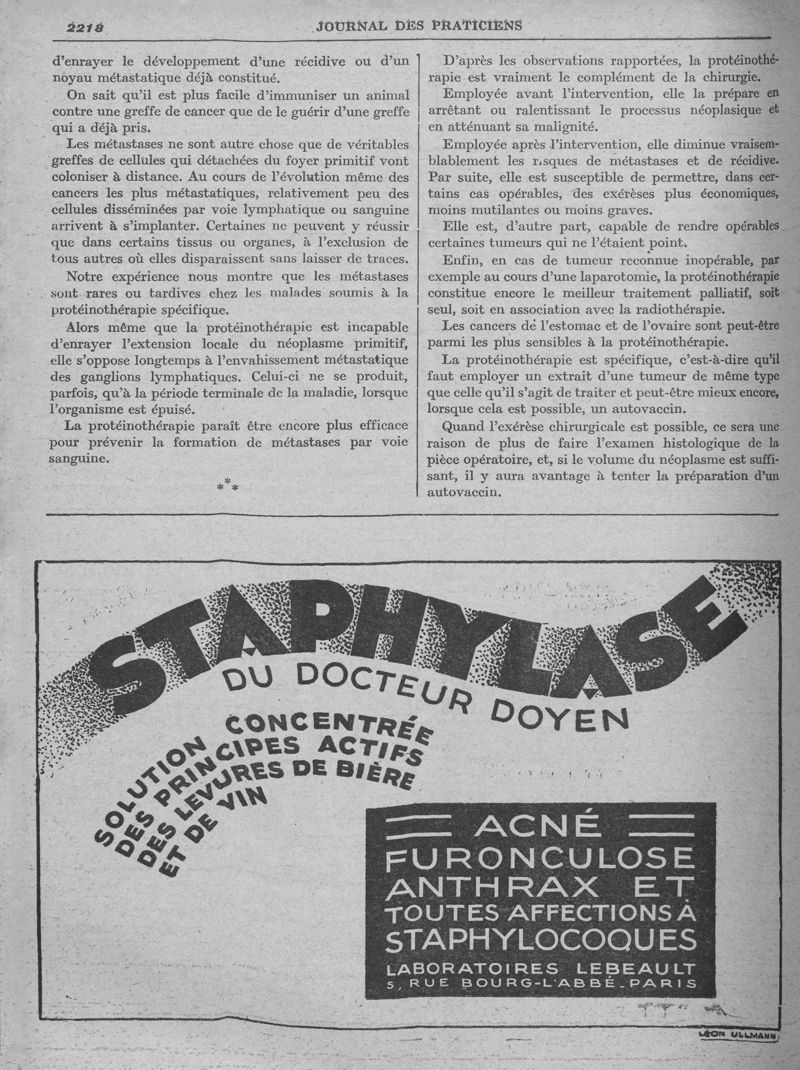 2218
JOURNAL DES PRATICIENS
d'enrayer le développement d'une récidive ou d'un
noyau métastatique déjà constitué.
On sait qu'il est plus facile d'immuniser un animal
contre une greffe de cancer que de le guérir d'une greffe
qui a déjà pris.
Les métastases ne sont autre chose que de véritables
greffes de cellules qui détachées du foyer primitif vont
coloniser à distance. Au cours de l'évolution même des
cancers les plus métastatiques, relativement peu des
cellules disséminées par voie lymphatique ou sanguine
arrivent à s'implanter. Certaines ne peuvent y réussir
que dans certains tissus ou organes, à l'exclusion de
tous autres où elles disparaissent sans laisser de traces.
Notre expérience nous montre que les métastases
sont rares ou tardives chez les malades soumis à la
protéinothérapie spécifique.
Alors même que la protéinothérapie est incapable
d'enrayer l'extension locale du néoplasme primitif,
elle s'oppose longtemps à l'envahissement métastatique
des ganglions lymphatiques. Celui-ci ne se produit,
parfois, qu'à la période terminale de la maladie, lorsque
l'organisme est épuisé.
La protéinothérapie paraît être encore plus efficace
pour prévenir la formation de métastases par voie
sanguine.
* * *
D'après les observations rapportées, la protéinothé-
rapie est vraiment le complément de la chirurgie.
Employée avant l'intervention, elle la prépare en
arrêtant ou ralentissant le processus néoplasique et
en atténuant sa malignité.
Employée après l'intervention, elle diminue vraisem-
blablement les risques de métastases et de récidive.
Par suite, elle est susceptible de permettre, dans cer-
tains cas opérables, des exérèses plus économiques,
moins mutilantes ou moins graves.
Elle est, d'autre part, capable de rendre opérables
certaines tumeurs qui ne l'étaient point.
Enfin, en cas de tumeur reconnue inopérable, par
exemple au cours d'une laparotomie, la protéinothérapie
constitue encore le meilleur traitement palliatif, soit
seul, soit en association avec la radiothérapie.
Les cancers de l'estomac et de l'ovaire sont peut-être
parmi les plus sensibles à la protéinothérapie.
La protéinothérapie est spécifique, c'est-à-dire qu'il
faut employer un extrait d'une tumeur de même type
que celle qu'il s'agit de traiter et peut-être mieux encore,
lorsque cela est possible, un autovaccin.
Quand l'exérèse chirurgicale est possible, ce sera une
raison de plus de faire l'examen histologique de la
pièce opératoire, et, si le volume du néoplasme est suffi-
sant, il y aura avantage à tenter la préparation d'un
autovaccin.
STAPHYLASE
DU DOCTEUR DOYEN
SOLUTION CONCENTRÉE
DES PRINCIPES ACTIFS
DES LEVURES DE BIÈRE
ET DE VIN
ACNÉ
FURONCULOSE
ANTHRAX ET
TOUTES AFFECTIONS À
STAPHYLOCOQUES
LABORATOIRES LEBEAULT
5, RUE BOURG-L'ABBÉ - PARIS
LÉON ULLMANN